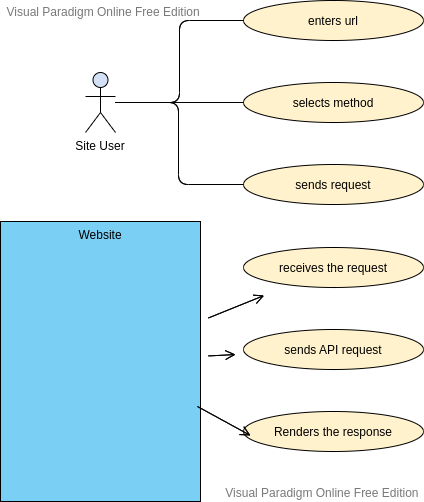 Visual Paradigm Online Free Edition
enters url
selects method
Site User
sends request
Website
receives the request
sends API request
Renders the response
Visual Paradigm Online Free Edition